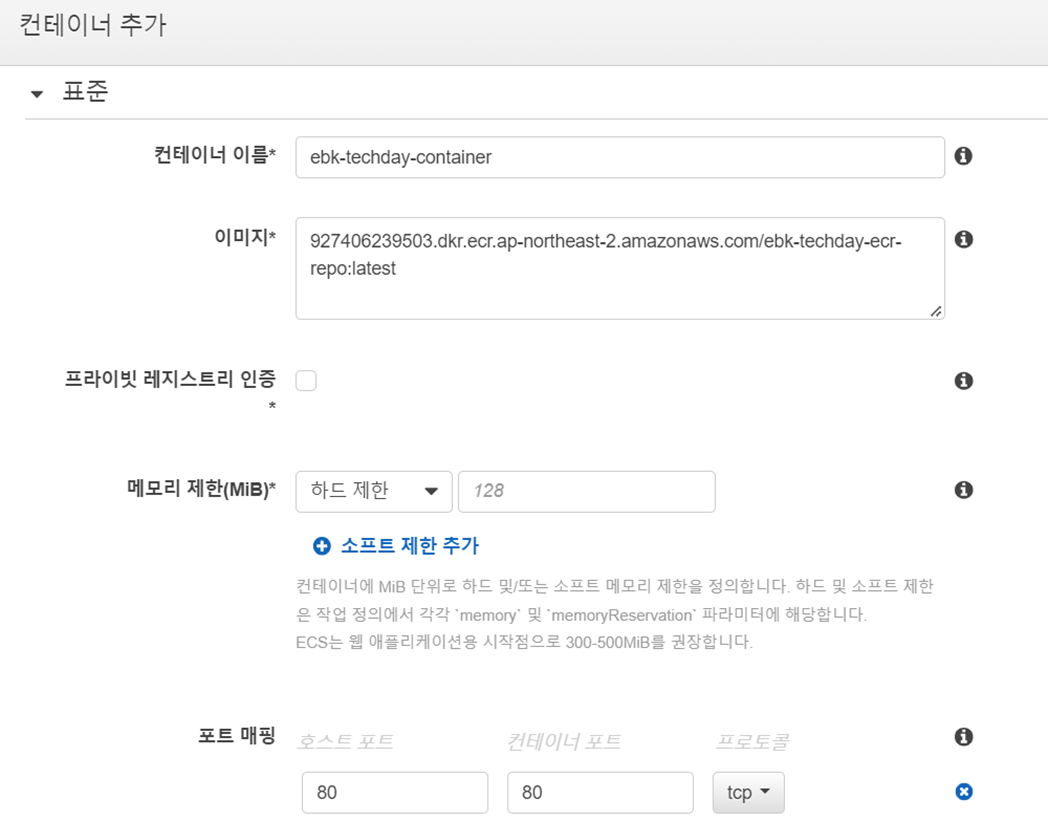 컨테이너 추가
표준
컨테이너 이름*
ebk-techday-container
이미지*
927406239503.dkr.ecr.ap-northeast-2.amazonaws.com/ebk-techday-ecr-
repo:latest
프라이빗 레지스트리 인증
*
메모리 제한(MiB)*
하드 제한
128
소프트 제한 추가
컨테이너에 MiB 단위로 하드 및/또는 소프트 메모리 제한을 정의합니다. 하드 및 소프트 제한
은 작업 정의에서 각각 `memory` 및 `memoryReservation` 파라미터에 해당합니다.
ECS는 웹 애플리케이션용 시작점으로 300-500MiB를 권장합니다.
포트 매핑
호스트 포트
컨테이너 포트
프로토콜
80
80
tcp